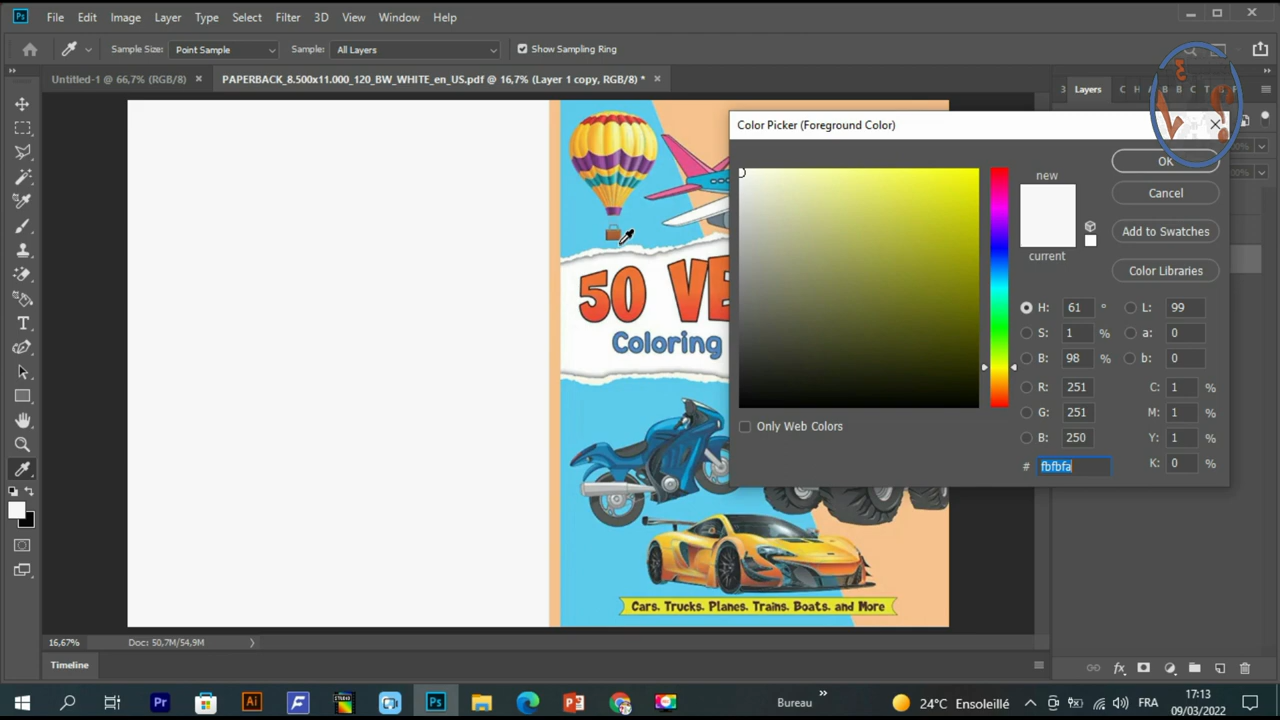 Ps File Edit Image Layer Type Select Filter 3D View Window Help
Sample Size: Point Sample Sample: All Layers Show Sampling Ring
Untitled-1 @ 66,7% (RGB/8) × PAPERBACK_8.500x11.000_120_BW_WHITE_en_US.pdf @ 16,7% (Layer 1 copy, RGB/8) * ×
3 Layers C H A B B C T S F
Color Picker (Foreground Color)
OK
new
Cancel
Add to Swatches
current
Color Libraries
H: 61 ° L: 99
S: 1 % a: 0
B: 98 % b: 0
R: 251 C: 1 %
G: 251 M: 1 %
B: 250 Y: 1 %
# fbfbfa K: 0 %
Only Web Colors
50 VE
Coloring
Cars. Trucks. Planes. Trains. Boats. and More
16,67% Doc: 50,7M/54,9M
Timeline
Pr Ai Ps Bureau 24°C Ensoleillé FRA 17:13
09/03/2022